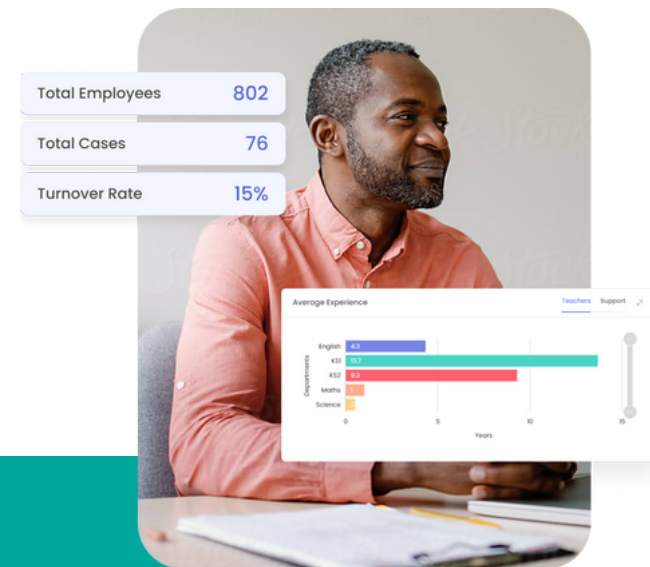 Total Employees 802
Total Cases 76
Turnover Rate 15%
Average Experience Teachers Support
Departments
English 4.3
KS1 13.7
KS2 9.3
Maths 1
Science
0 5 10 15
Years